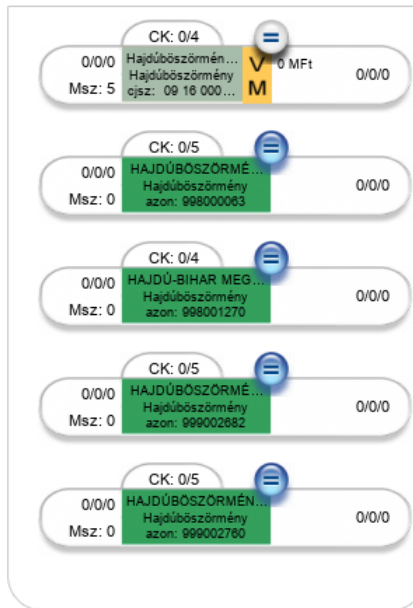 CK: 0/4
0/0/0 Hajdúböszörmén... V 0 MFt
Hajdúböszörmény 0/0/0
Msz: 5 cjsz: 09 16 000... M
CK: 0/5
0/0/0 HAJDÚBÖSZÖRMÉ...
Hajdúböszörmény 0/0/0
Msz: 0 azon: 998000063
CK: 0/4
0/0/0 HAJDÚ-BIHAR MEG...
Hajdúböszörmény 0/0/0
Msz: 0 azon: 998001270
CK: 0/5
0/0/0 HAJDÚBÖSZÖRMÉ...
Hajdúböszörmény 0/0/0
Msz: 0 azon: 999002682
CK: 0/5
0/0/0 HAJDÚBÖSZÖRMÉN...
Hajdúböszörmény 0/0/0
Msz: 0 azon: 999002760